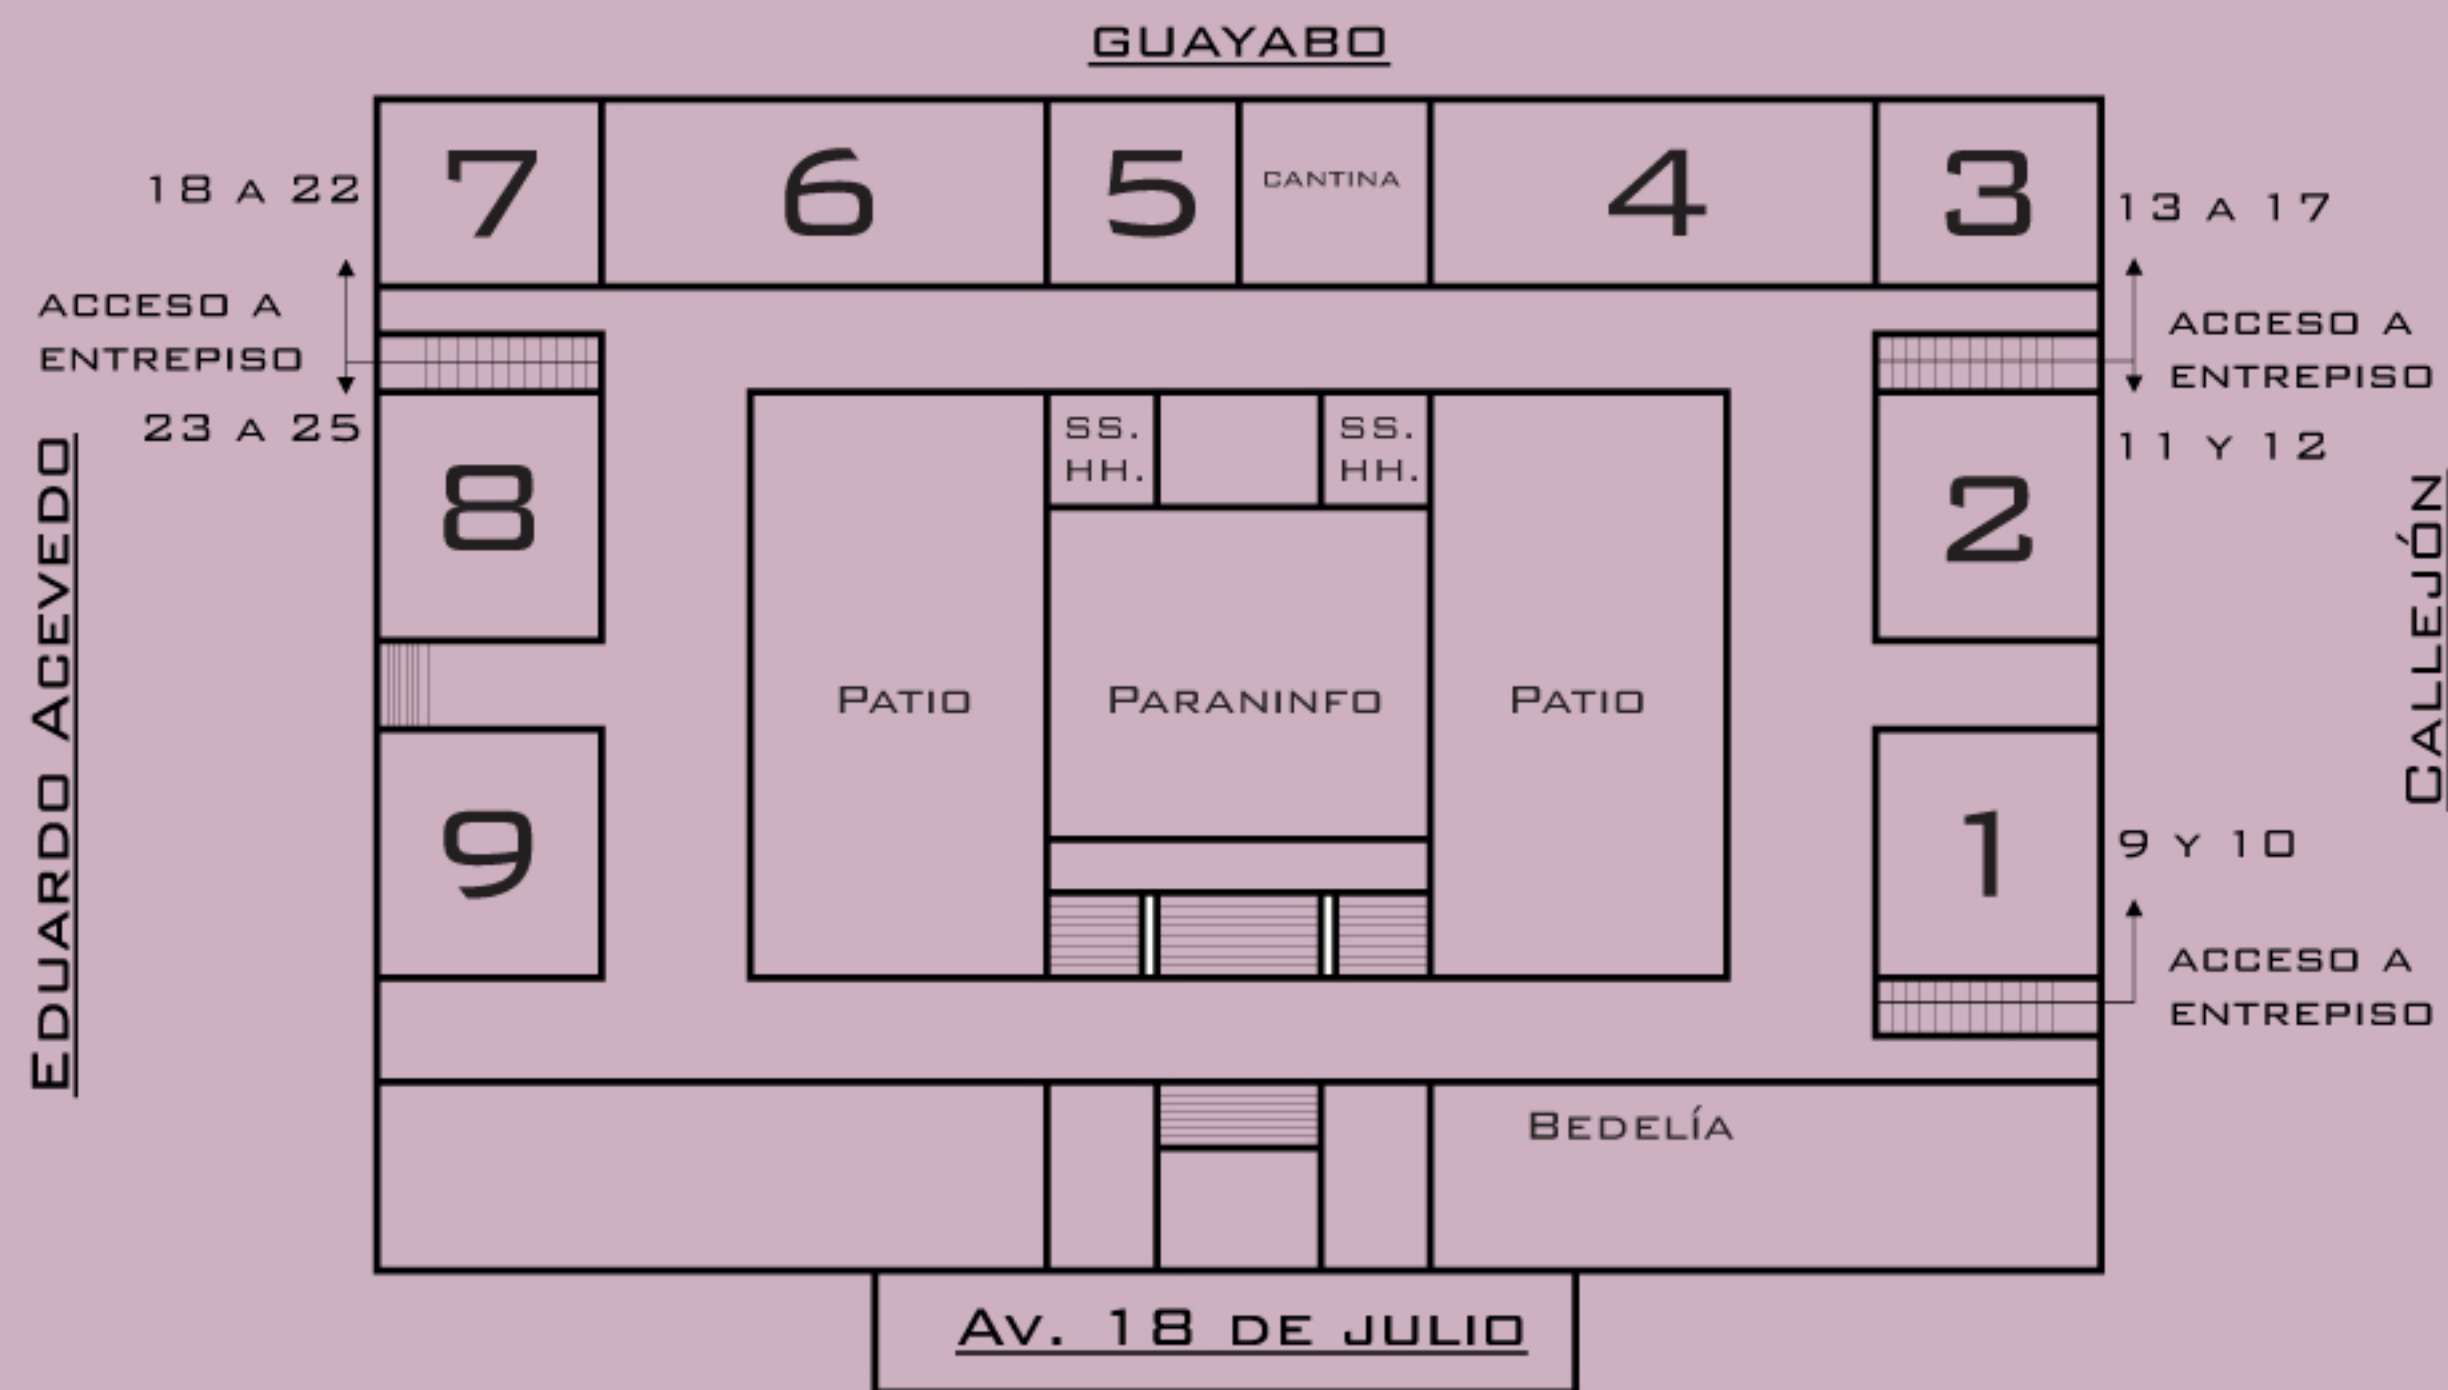 GUAYABO
7
6
5
CANTINA
4
3
18 A 22
13 A 17
ACCESO A
ENTREPISO
ACCESO A
ENTREPISO
23 A 25
11 Y 12
SS.
HH.
SS.
HH.
8
2
EDUARDO ACEVEDO
CALLEJÓN
PATIO
PARANINFO
PATIO
9
1
9 Y 10
ACCESO A
ENTREPISO
BEDELÍA
AV. 18 DE JULIO